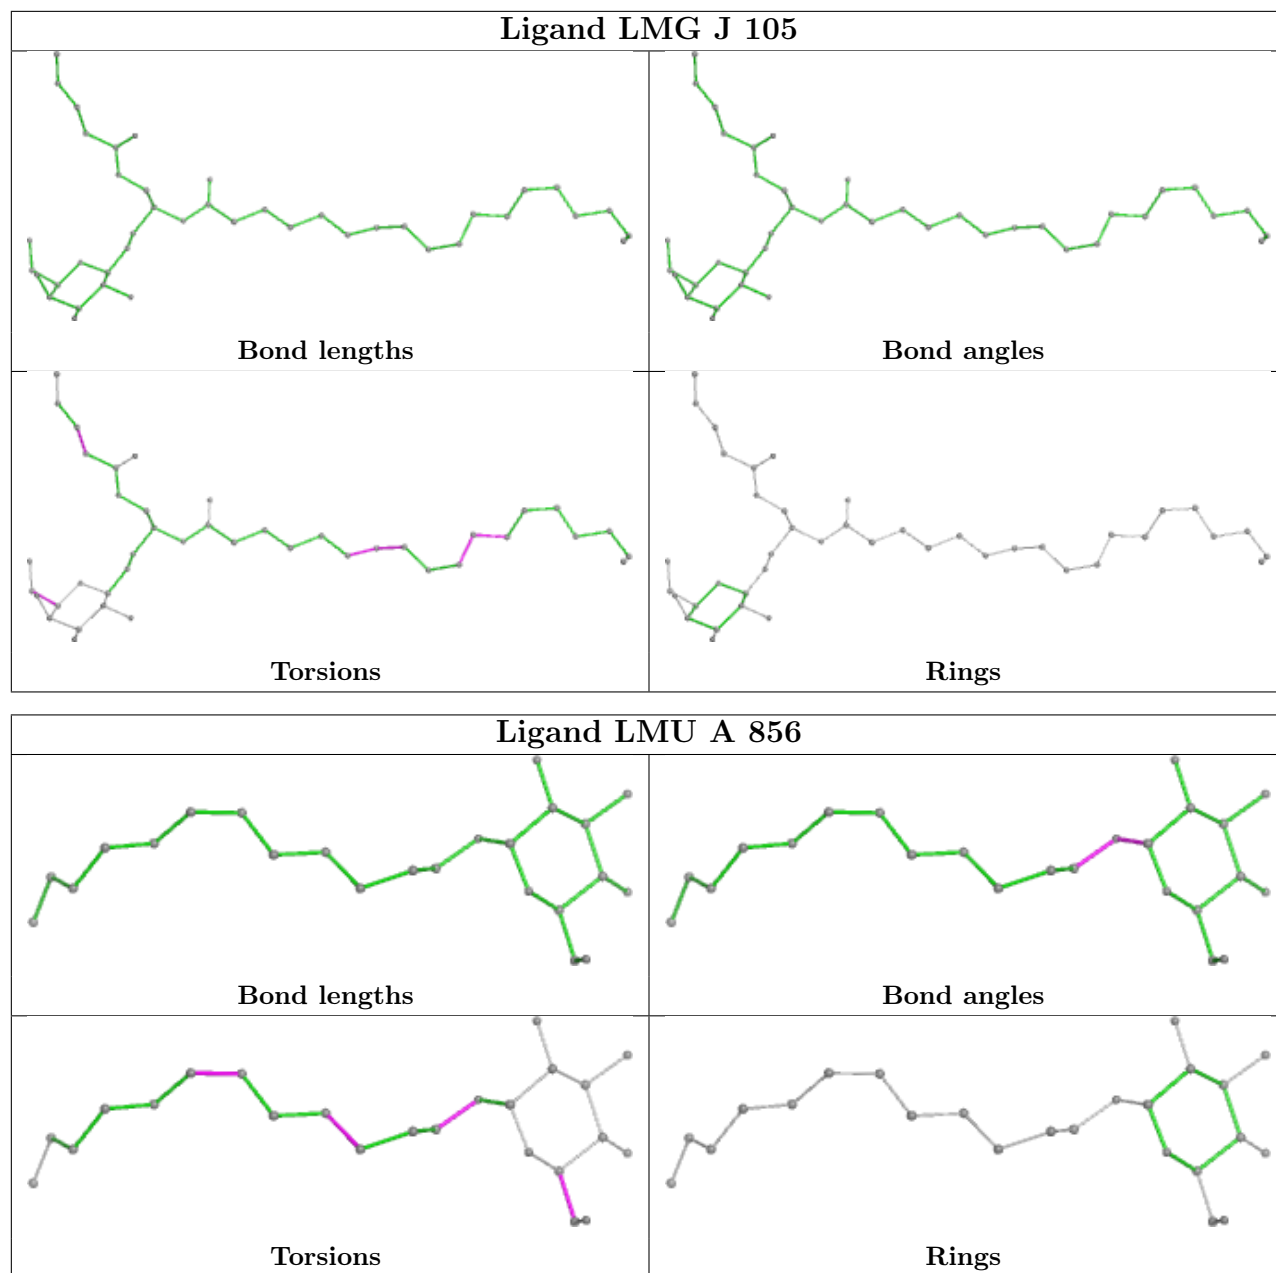 Ligand LMG J 105
Bond lengths
Bond angles
Torsions
Rings
Ligand LMU A 856
Bond lengths
Bond angles
Torsions
Rings